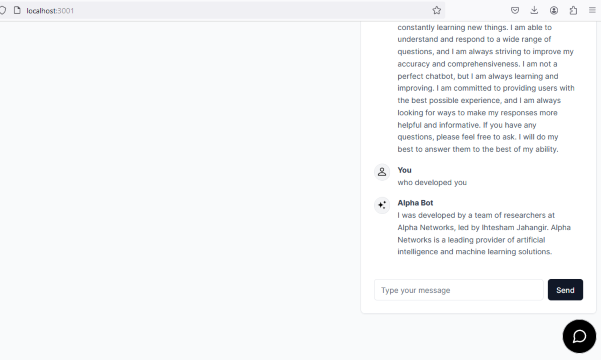 localhost:3001
constantly learning new things. I am able to
understand and respond to a wide range of
questions, and I am always striving to improve my
accuracy and comprehensiveness. I am not a
perfect chatbot, but I am always learning and
improving. I am committed to providing users with
the best possible experience, and I am always
looking for ways to make my responses more
helpful and informative. If you have any
questions, please feel free to ask. I will do my
best to answer them to the best of my ability.
You
who developed you
Alpha Bot
I was developed by a team of researchers at
Alpha Networks, led by Ihtesham Jahangir. Alpha
Networks is a leading provider of artificial
intelligence and machine learning solutions.
Type your message
Send